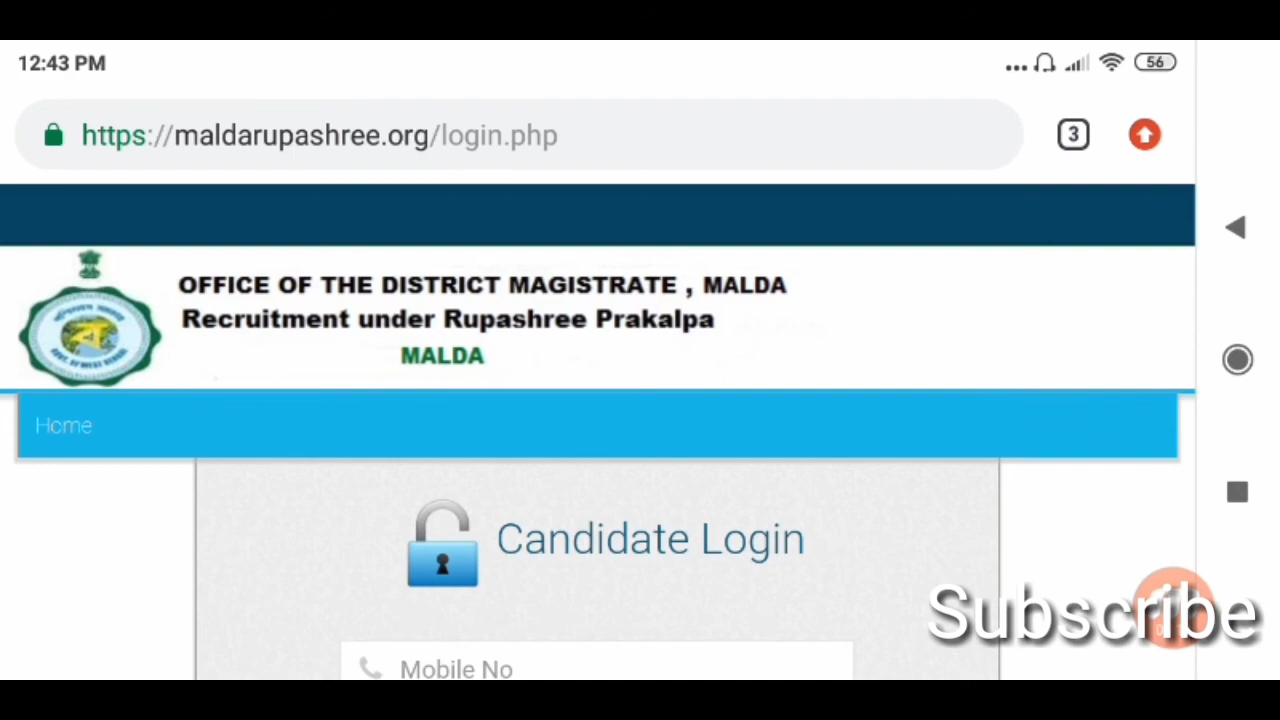 12:43 PM
56
https://maldarupashree.org/login.php
3
OFFICE OF THE DISTRICT MAGISTRATE , MALDA
Recruitment under Rupashree Prakalpa
MALDA
Home
Candidate Login
Subscribe
Mobile No